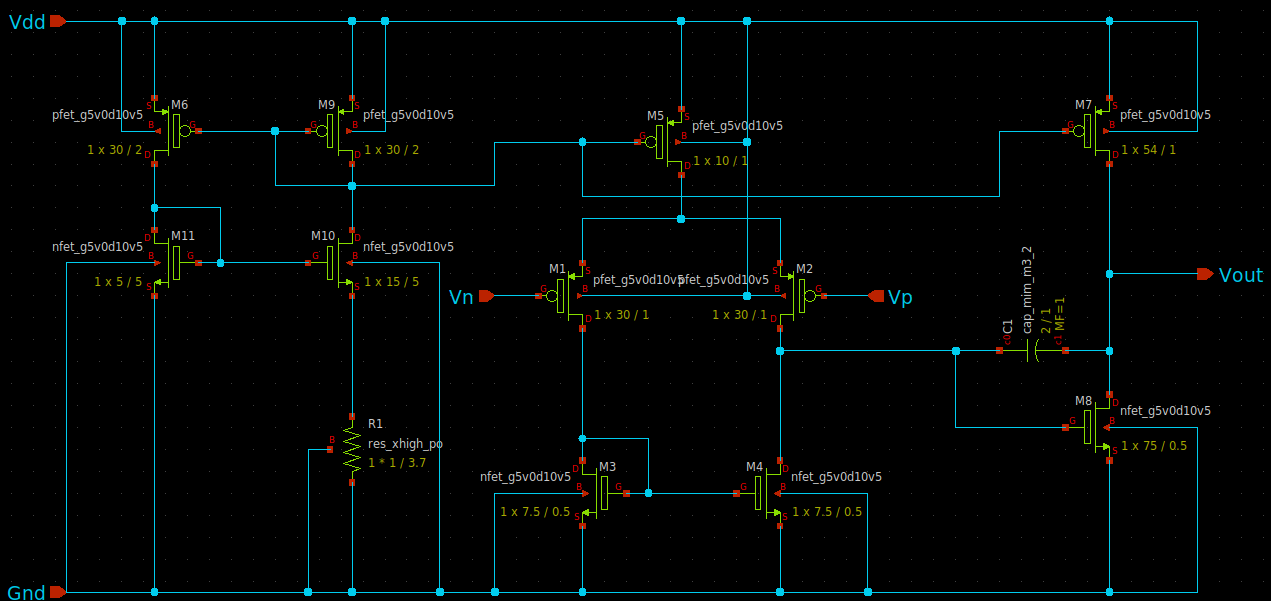 Vdd
M6
pfet_g5v0d10v5
1 x 30 / 2
S
B
G
D
M9
pfet_g5v0d10v5
1 x 30 / 2
S
G
B
D
M5
pfet_g5v0d10v5
1 x 10 / 1
S
G
B
D
M7
pfet_g5v0d10v5
1 x 54 / 1
S
G
B
D
M11
nfet_g5v0d10v5
1 x 5 / 5
D
B
G
S
M10
nfet_g5v0d10v5
1 x 15 / 5
D
G
B
S
Vn
M1
pfet_g5v0d10v5
1 x 30 / 1
S
G
B
D
M2
pfet_g5v0d10v5
1 x 30 / 1
S
B
G
D
Vp
Vout
C1
cap_mim_m3_2
2 / 1
MF=1
c0
c1
M8
nfet_g5v0d10v5
1 x 75 / 0.5
D
G
B
S
R1
res_xhigh_po
1 * 1 / 3.7
B
M3
nfet_g5v0d10v5
1 x 7.5 / 0.5
D
B
G
S
M4
nfet_g5v0d10v5
1 x 7.5 / 0.5
D
G
B
S
Gnd